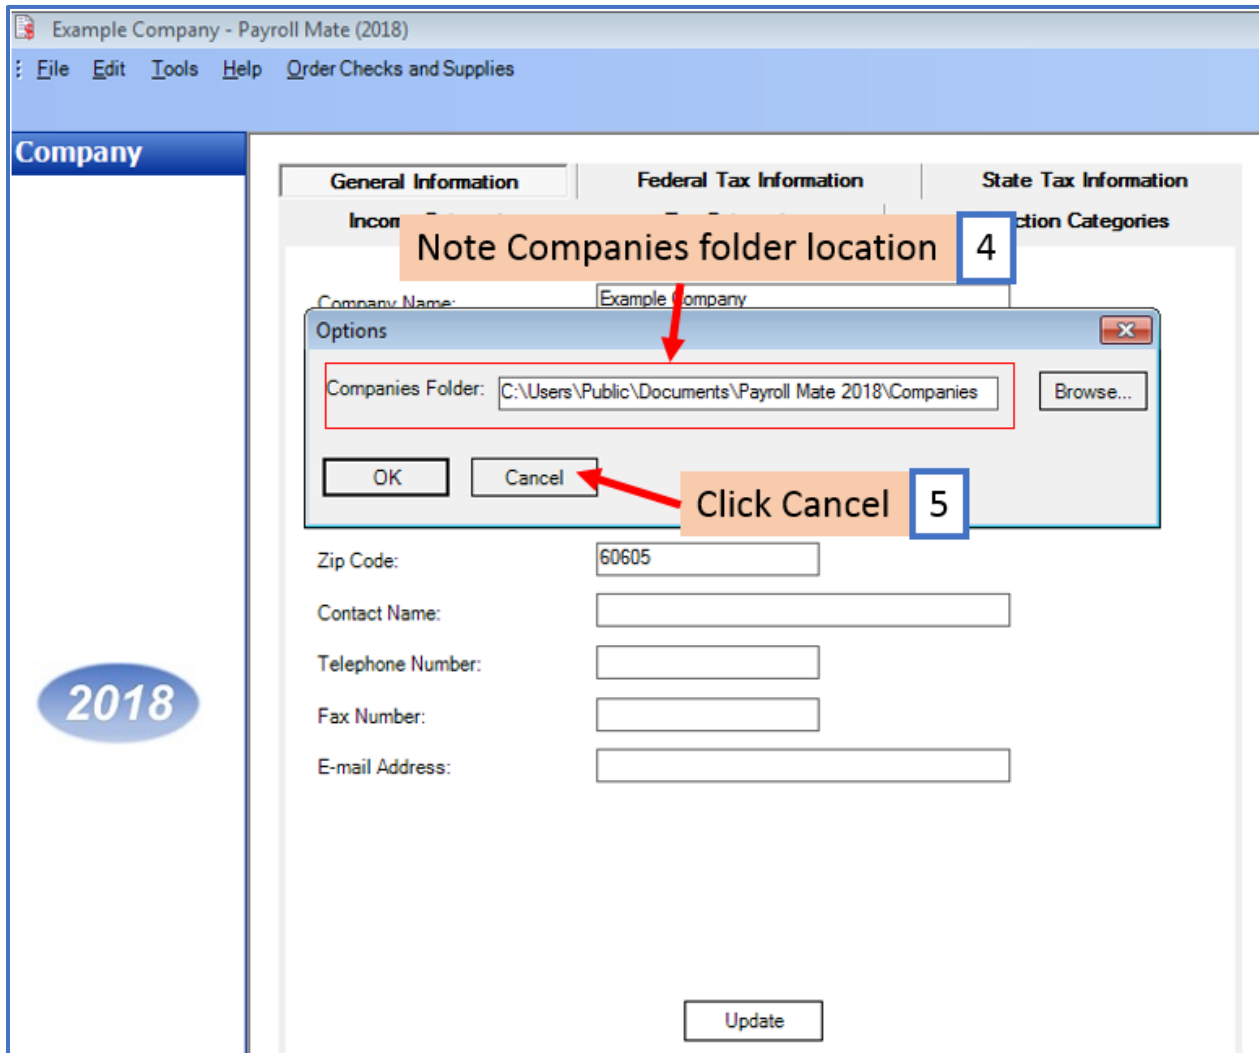 Example Company - Payroll Mate (2018)
File Edit Tools Help Order Checks and Supplies
Company
General Information Federal Tax Information State Tax Information
Categories
Note Companies folder location 4
Company Name: Example Company
Options
Companies Folder: C:\Users\Public\Documents\Payroll Mate 2018\Companies Browse...
OK Cancel
Click Cancel 5
Zip Code: 60605
Contact Name:
Telephone Number:
2018
Fax Number:
E-mail Address:
Update